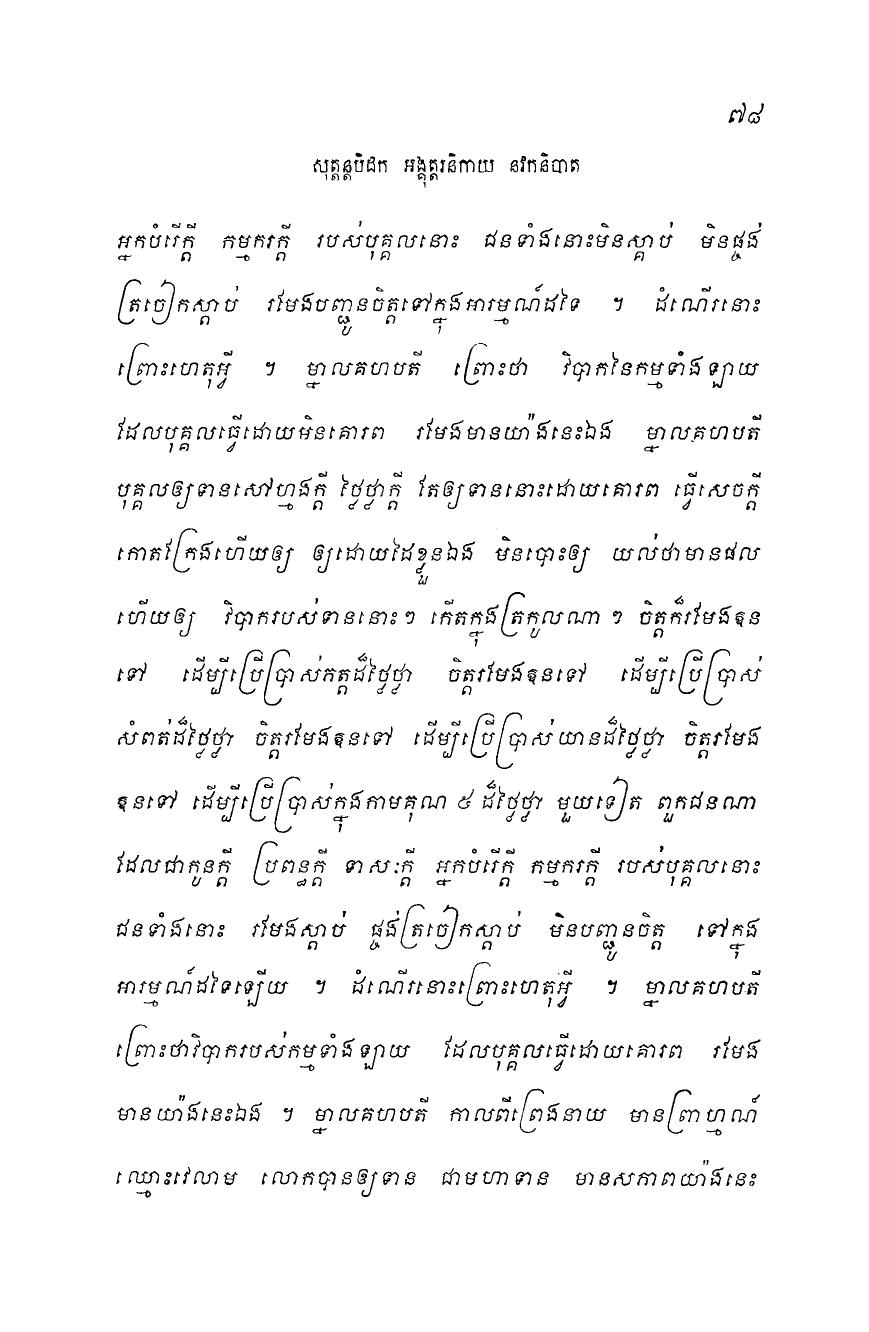 ៧៨
សុត្តន្តបិដក អង្គុត្តរនិកាយ នវកនិបាត
អ្នកបំរើក្តី កម្មករក្តី របស់បុគ្គលនោះ ជនទាំងនោះមិនស្តាប់ មិនផ្ចង់
ត្រចៀកស្តាប់ រមែងបញ្ជូនចិត្តទៅក្នុងអារម្មណ៍ដទៃ ។ ដំណើរនោះ
ព្រោះហេតុអ្វី ។ ម្នាលគហបតី ព្រោះថា វិបាកនៃកម្មទាំងឡាយ
ដែលបុគ្គលធ្វើដោយមិនគោរព រមែងមានយ៉ាងនេះឯង ម្នាលគហបតី
បុគ្គលឲ្យទានសៅហ្មងក្តី ថ្លៃថ្លាក្តី តែឲ្យទាននោះដោយគោរព ធ្វើសេចក្តី
កោតក្រែងហើយឲ្យ ឲ្យដោយដៃខ្លួនឯង មិនបោះឲ្យ យល់ថាមានផល
ហើយឲ្យ វិបាករបស់ទាននោះៗ កើតក្នុងត្រកូលណាៗ ចិត្តក៏រមែងឱន
ទៅ ដើម្បីប្រើប្រាស់ភត្តដ៏ថ្លៃថ្លា ចិត្តរមែងឱនទៅ ដើម្បីប្រើប្រាស់
សំពត់ដ៏ថ្លៃថ្លា ចិត្តរមែងឱនទៅ ដើម្បីប្រើប្រាស់យានដ៏ថ្លៃថ្លា ចិត្តរមែង
ឱនទៅ ដើម្បីប្រើប្រាស់ក្នុងកាមគុណ ៥ ដ៏ថ្លៃថ្លា មួយទៀត ពួកជនណា
ដែលជាកូនក្តី ប្រពន្ធក្តី ទាសៈក្តី អ្នកបំរើក្តី កម្មករក្តី របស់បុគ្គលនោះ
ជនទាំងនោះ រមែងស្តាប់ ផ្ចង់ត្រចៀកស្តាប់ មិនបញ្ជូនចិត្ត ទៅក្នុង
អារម្មណ៍ដទៃឡើយ ។ ដំណើរនោះព្រោះហេតុអ្វី ។ ម្នាលគហបតី
ព្រោះថាវិបាករបស់កម្មទាំងឡាយ ដែលបុគ្គលធ្វើដោយគោរព រមែង
មានយ៉ាងនេះឯង ។ ម្នាលគហបតី កាលពីព្រេងនាយ មានព្រាហ្មណ៍
ឈ្មោះវេលាម លោកបានឲ្យទាន ជាមហាទាន មានសភាពយ៉ាងនេះ